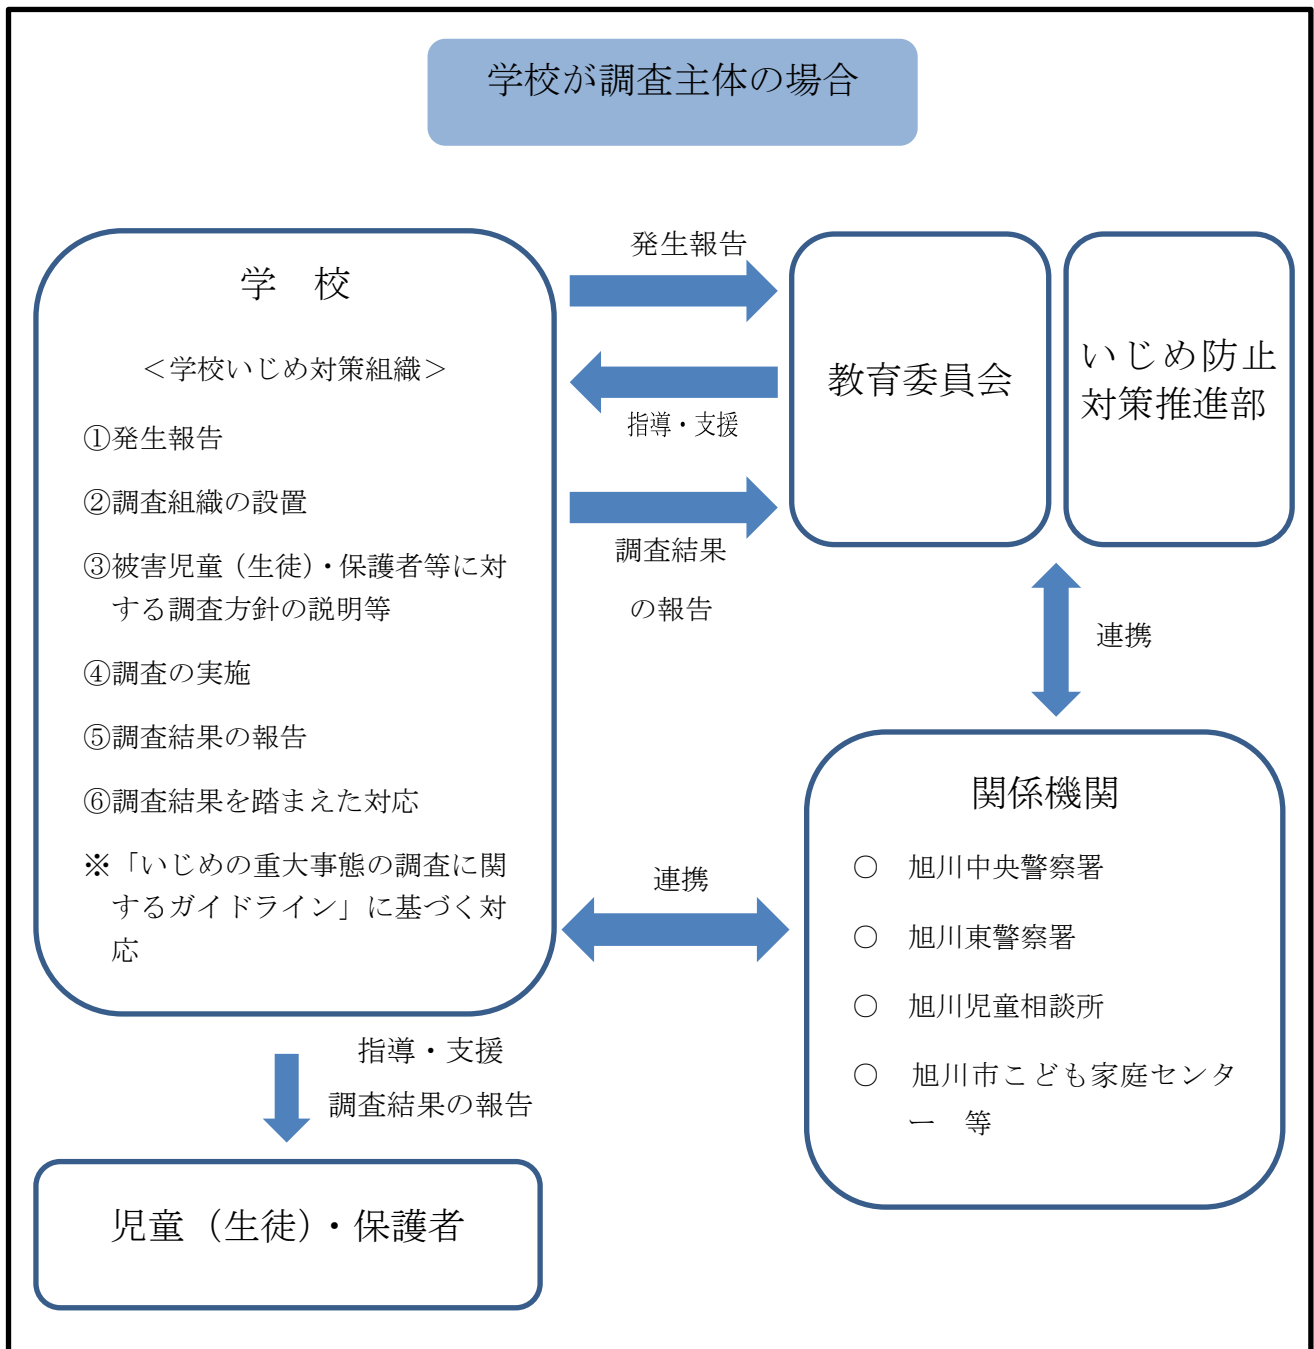 学校が調査主体の場合
学　校
＜学校いじめ対策組織＞
①発生報告
②調査組織の設置
③被害児童（生徒）・保護者等に対
する調査方針の説明等
④調査の実施
⑤調査結果の報告
⑥調査結果を踏まえた対応
※「いじめの重大事態の調査に関
するガイドライン」に基づく対
応
発生報告
指導・支援
調査結果
の報告
教育委員会
いじめ防止
対策推進部
連携
連携
関係機関
○　旭川中央警察署
○　旭川東警察署
○　旭川児童相談所
○　旭川市こども家庭センタ
ー　等
指導・支援
調査結果の報告
児童（生徒）・保護者